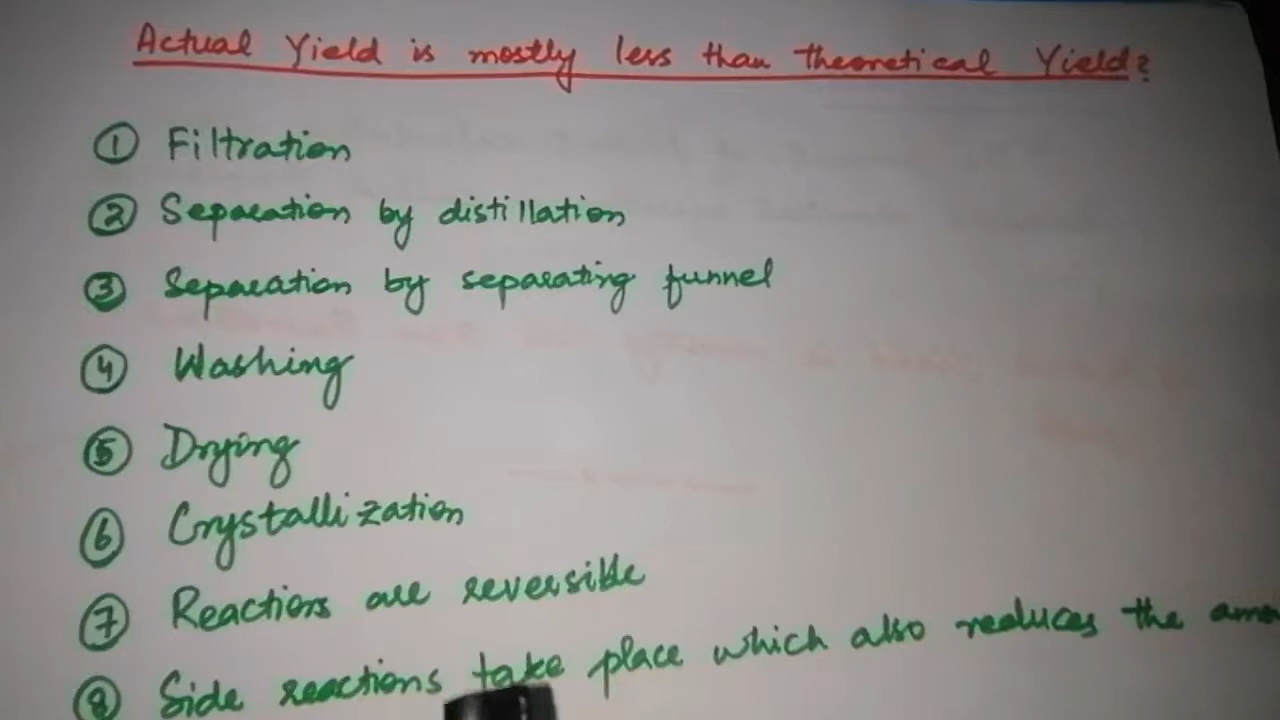 Actual Yield is mostly less than theoretical Yield?
① Filtration
② Separation by distillation
③ Separation by separating funnel
④ Washing
⑤ Drying
⑥ Crystallization
⑦ Reactions are reversible
⑧ Side reactions take place which also reduces the